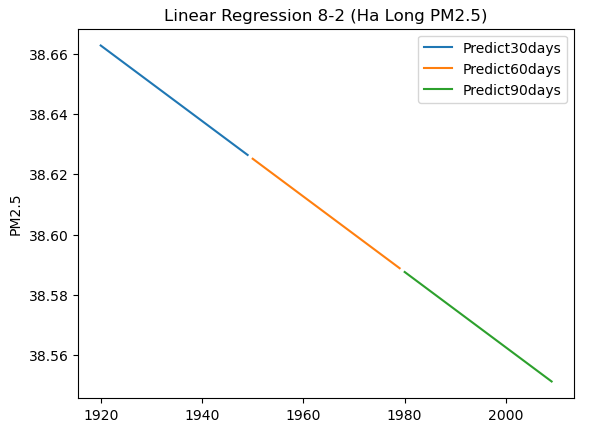 Linear Regression 8-2 (Ha Long PM2.5)
Predict30days
Predict60days
Predict90days
PM2.5
38.66
38.64
38.62
38.60
38.58
38.56
1920 1940 1960 1980 2000